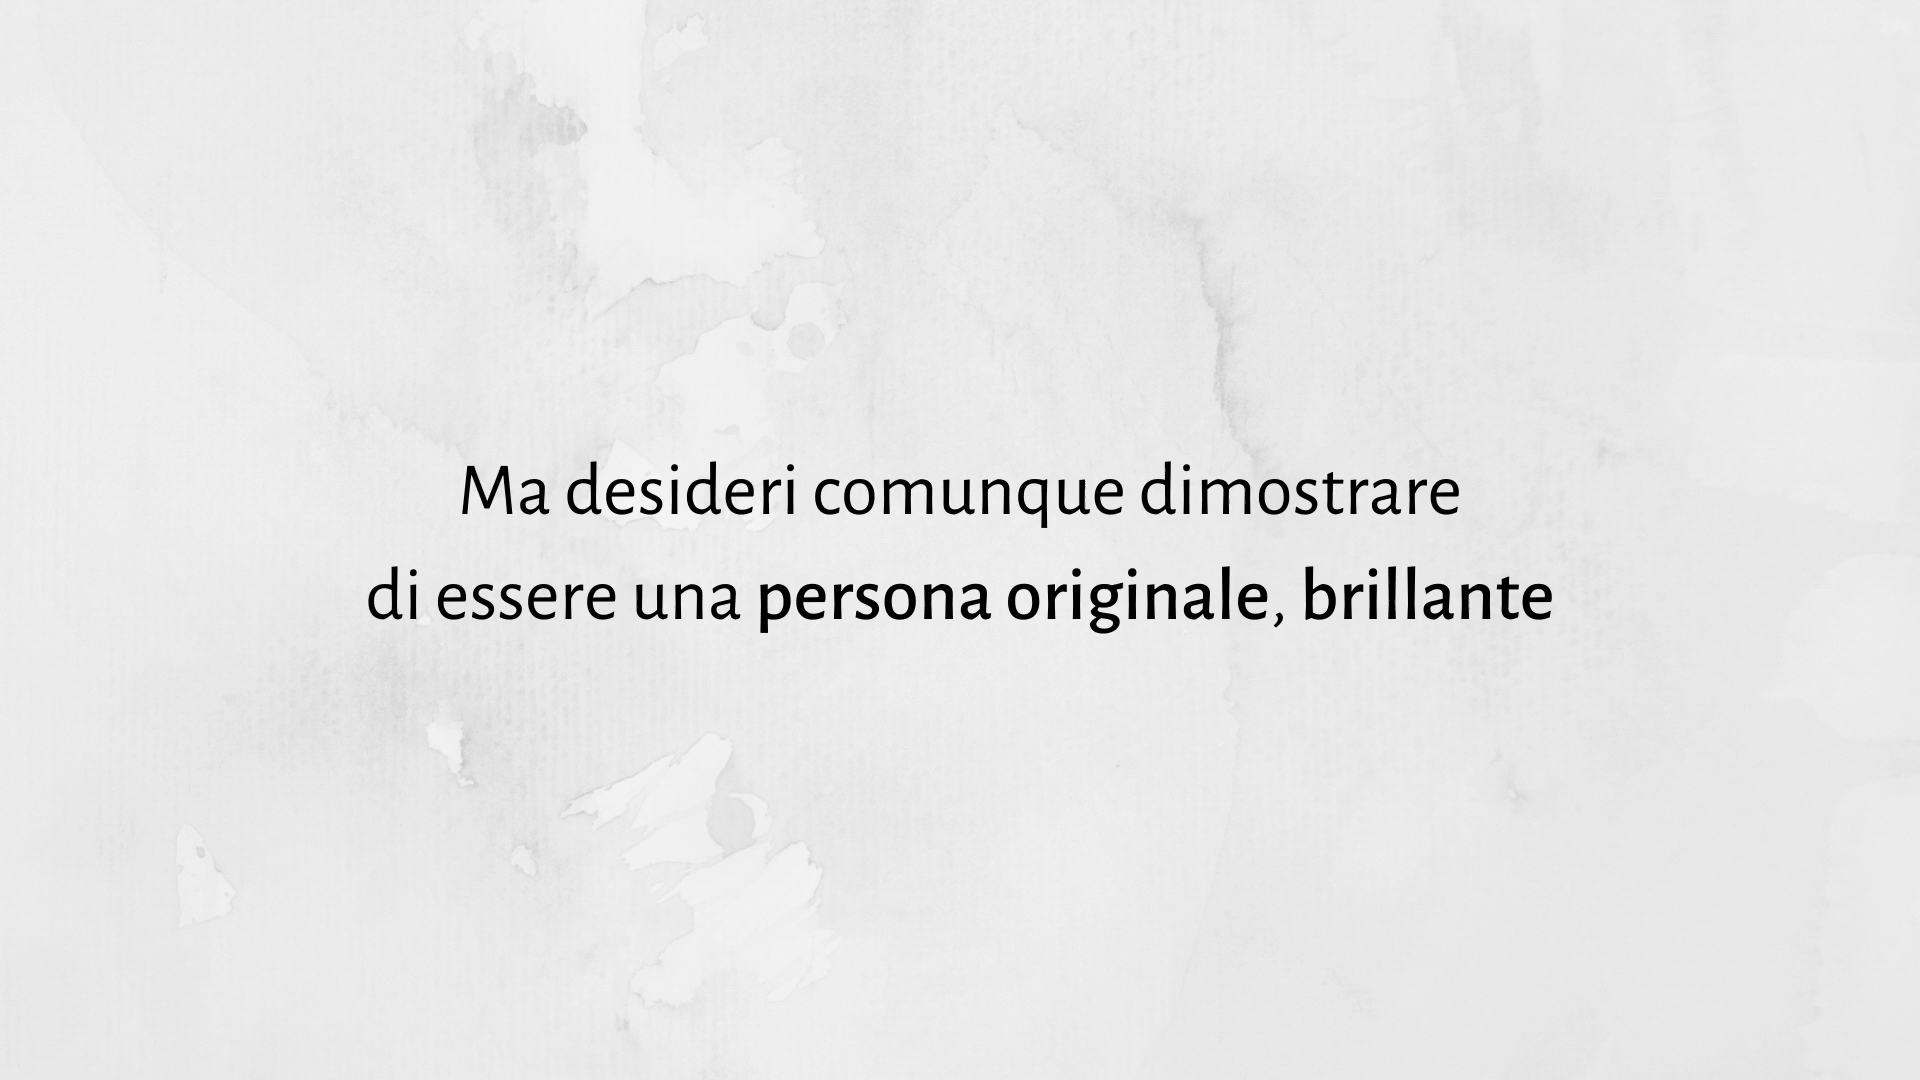 Ma desideri comunque dimostrare
di essere una persona originale, brillante